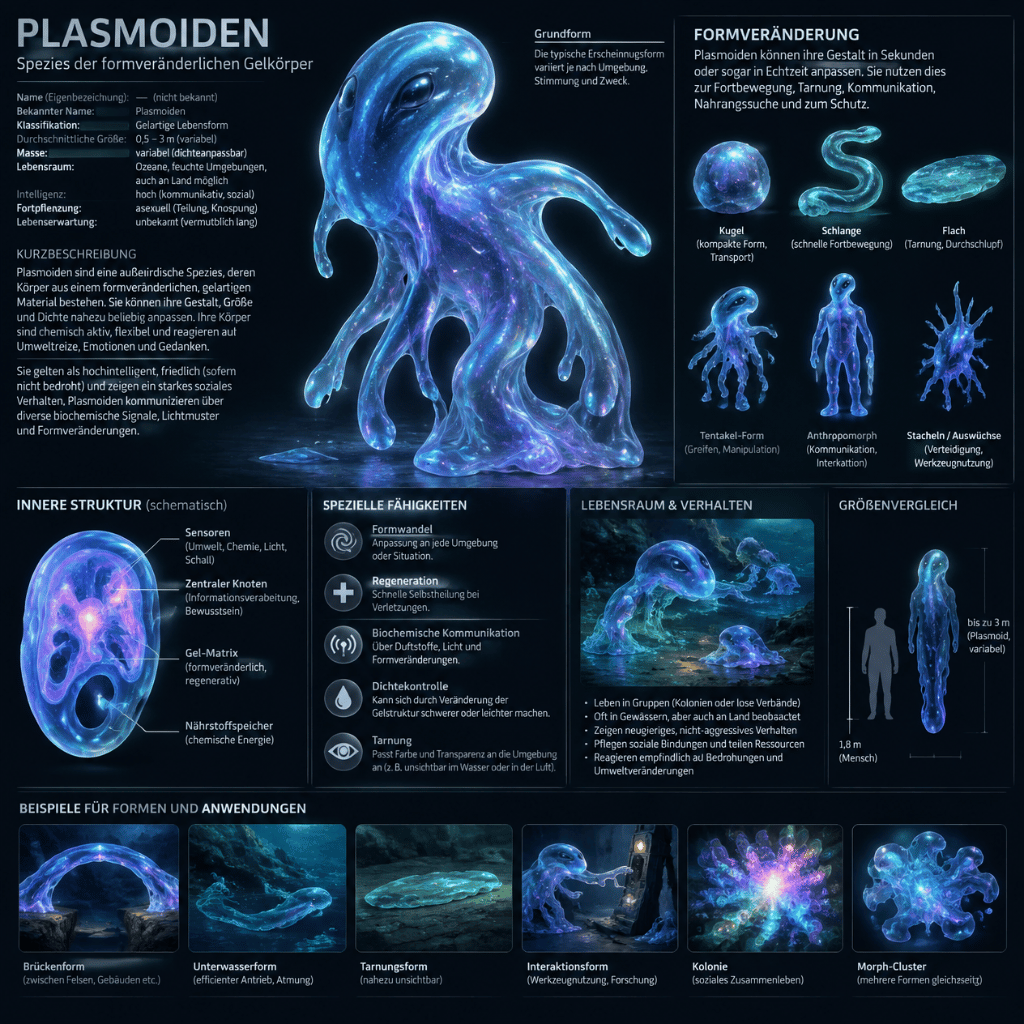 PLASMOIDEN
Spezies der formveränderlichen Gelkörper
Name (Eigenbezeichung): — (nicht bekannt)
Bekannter Name: Plasmoiden
Klassifikation: Gelartige Lebensform
Durchschnittliche Größe: 0,5 – 3 m (variabel)
Masse: variabel (dichteanpassbar)
Lebensraum: Ozeane, feuchte Umgebungen,
auch an Land möglich
Intelligenz: hoch (kommunikativ, sozial)
Fortpflenzung: asexuell (Teilung, Knospung)
Lebenserwartung: unbekannt (vermutlich lang)
KURZBESCHREIBUNG
Plasmoiden sind eine außeirdische Spezies, deren
Körper aus einem formveränderlichen, gelartigen
Material bestehen. Sie können ihre Gestalt, Größe
und Dichte nahezu beliebig anpassen. Ihre Körper
sind chemisch aktiv, flexibel und reagieren aut
Umweltreize, Emotionen und Gedanken.
Sie gelten als hochintelligent, friedlich (sofern
nicht bedroht) und zeigen ein starkes soziales
Verhalten. Plasmoiden kommunizieren über
diverse biochemische Signale, Lichtmuster
und Formveränderungen.
Grundform
Die typische Erscheinnugsform
variiert je nach Umgebung,
Stimmung und Zweck.
FORMVERÄNDERUNG
Plasmoiden können ihre Gestalt in Sekunden
oder sogar in Echtzeit anpassen. Sie nutzen dies
zur Fortbewegung, Tarnung, Kommunikation,
Nahrangssuche und zum Schutz.
Kugel
(kompakte Form,
Transport)
Schlange
(schnelle Fortbewegung)
Flach
(Tarnung, Durchschlupf)
Tentakel-Form
(Greifen, Manipulation)
Anthrppomorph
(Kommunikation,
Interkation)
Stacheln / Auswüchse
(Verteidigung,
Werkzeugnutzung)
INNERE STRUKTUR (schematisch)
Sensoren
(Umwelt, Chemie, Licht,
Schall)
Zentraler Knoten
(Informationsverabeitung,
Bewusstsein)
Gel-Matrix
(formveränderlich,
regenerativ)
Nährstoffspeicher
(chemische Energie)
SPEZIELLE FÄHIGKEITEN
Formwandel
Anpassung an jede Umgebung
oder Situation.
Regeneration
Schnelle Selbstheilung bei
Verletzungen.
Biochemische Kommunikation
Über Duftstoffe, Licht und
Formveränderungen.
Dichtekontrolle
Kann sich durch Veränderung der
Gelstruktur schwerer oder leichter machen.
Tarnung
Passt Farbe und Transparenz an die Umgebung
an (z. B. unsichtbar im Wasser oder in der Luft).
LEBENSRAUM & VERHALTEN
• Leben in Gruppen (Kolonien oder lose Verbände)
• Oft in Gewässern, aber auch an Land beobaactet
• Zeigen neugieriges, nicht-aggressives Verhalten
• Pflegen soziale Bindungen und teilen Ressourcen
• Reagieren empfindlich auf Bedrohungen und
Umweltveränderungen
GRÖßENVERGLEICH
bis zu 3 m
(Plasmoid,
variabel)
1,8 m
(Mensch)
BEISPIELE FÜR FORMEN UND ANWENDUNGEN
Brückenform
(zwischen Felsen, Gebäuden etc.)
Unterwasserform
(efficienter Antrieb, Atmung)
Tarnungsform
(nahezu unsichtbar)
Interaktionsform
(Werkzeugnutzung, Forschung)
Kolonie
(soziales Zusammenleben)
Morph-Cluster
(mehrere Formen gleichzseitg)